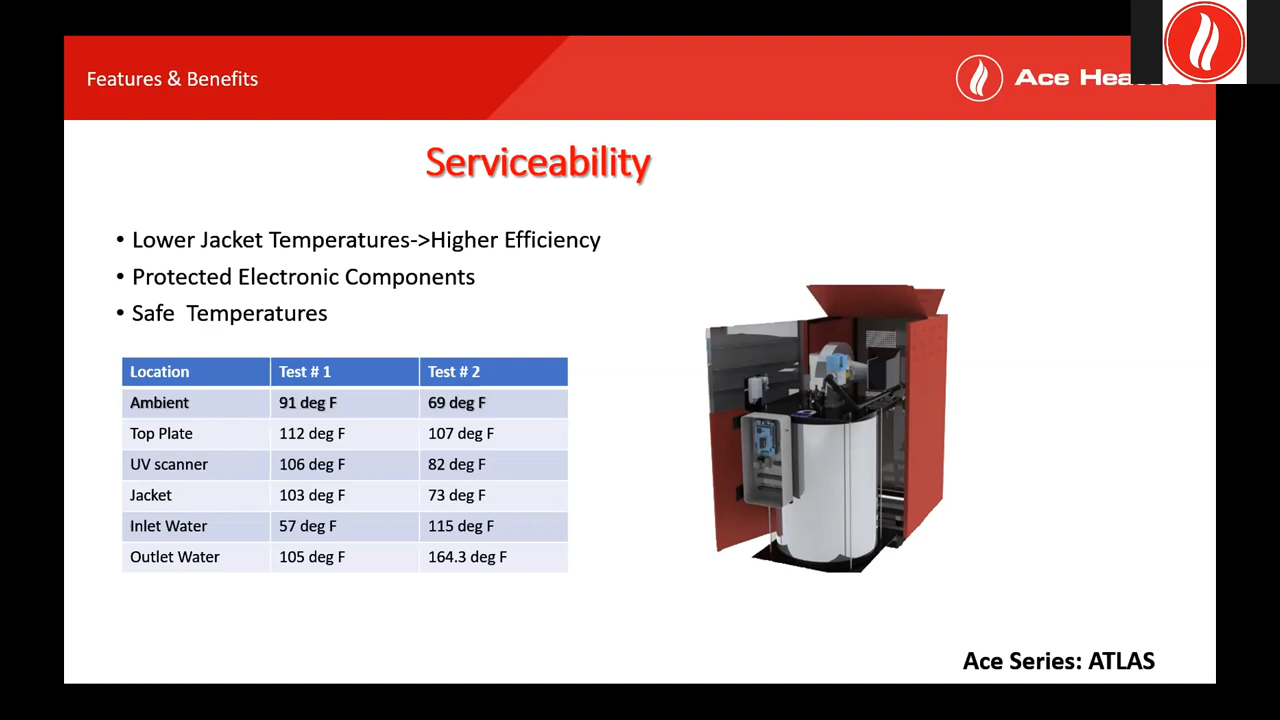 Features & Benefits
Ace Hea
Serviceability
• Lower Jacket Temperatures->Higher Efficiency
• Protected Electronic Components
• Safe  Temperatures
Location Test # 1 Test # 2
Ambient 91 deg F 69 deg F
Top Plate 112 deg F 107 deg F
UV scanner 106 deg F 82 deg F
Jacket 103 deg F 73 deg F
Inlet Water 57 deg F 115 deg F
Outlet Water 105 deg F 164.3 deg F
Ace Series: ATLAS